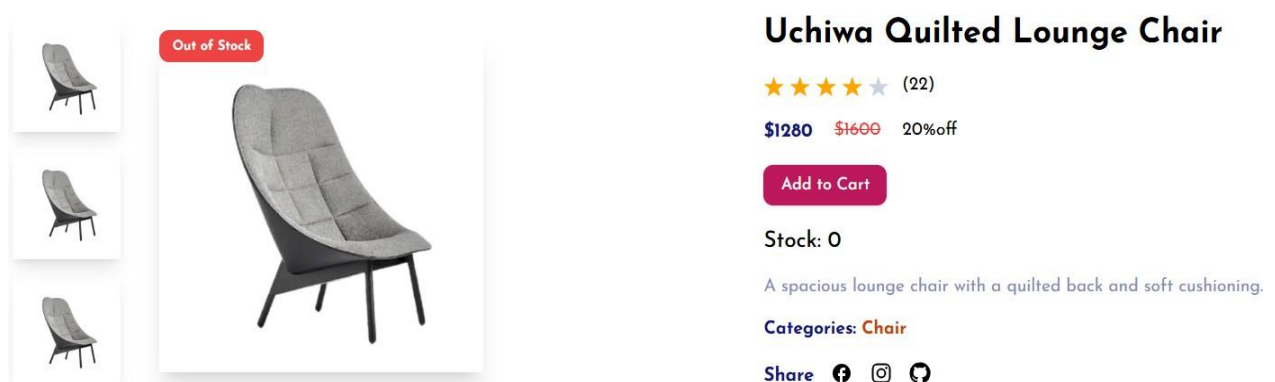 Out of Stock
Uchiwa Quilted Lounge Chair
(22)
$1280 $1600 20%off
Add to Cart
Stock: 0
A spacious lounge chair with a quilted back and soft cushioning.
Categories: Chair
Share